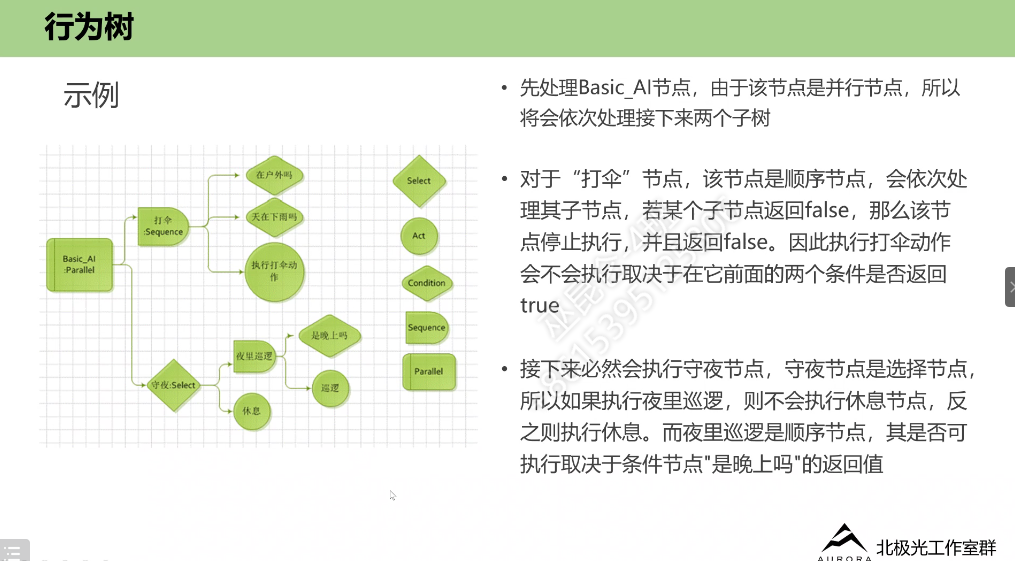 行为树
示例
在户外吗
天在下雨吗
打伞
:Sequence
执行打伞动
作
Basic_AI
:Parallel
是晚上吗
夜里巡逻
守夜:Select
巡逻
休息
Select
Act
Condition
Sequence
Parallel
• 先处理Basic_AI节点，由于该节点是并行节点，所以
将会依次处理接下来两个子树
• 对于“打伞”节点，该节点是顺序节点，会依次处
理其子节点，若某个子节点返回false，那么该节
点停止执行，并且返回false。因此执行打伞动作
会不会执行取决于在它前面的两个条件是否返回
true
• 接下来必然会执行守夜节点，守夜节点是选择节点，
所以如果执行夜里巡逻，则不会执行休息节点，反
之则执行休息。而夜里巡逻是顺序节点，其是否可
执行取决于条件节点"是晚上吗"的返回值
AURORA
北极光工作室群